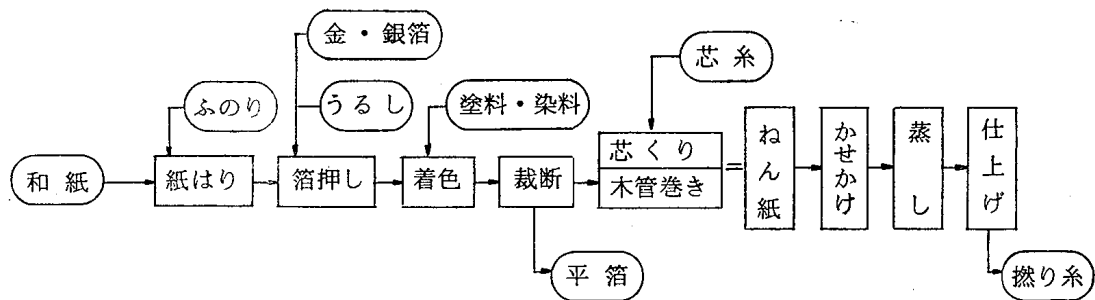 金・銀箔
芯糸
ふのり
うるし
塗料・染料
和紙
紙はり
箔押し
着色
裁断
芯くり
木管巻き
=
ねん紙
かせかけ
蒸し
仕上げ
平箔
撚り糸